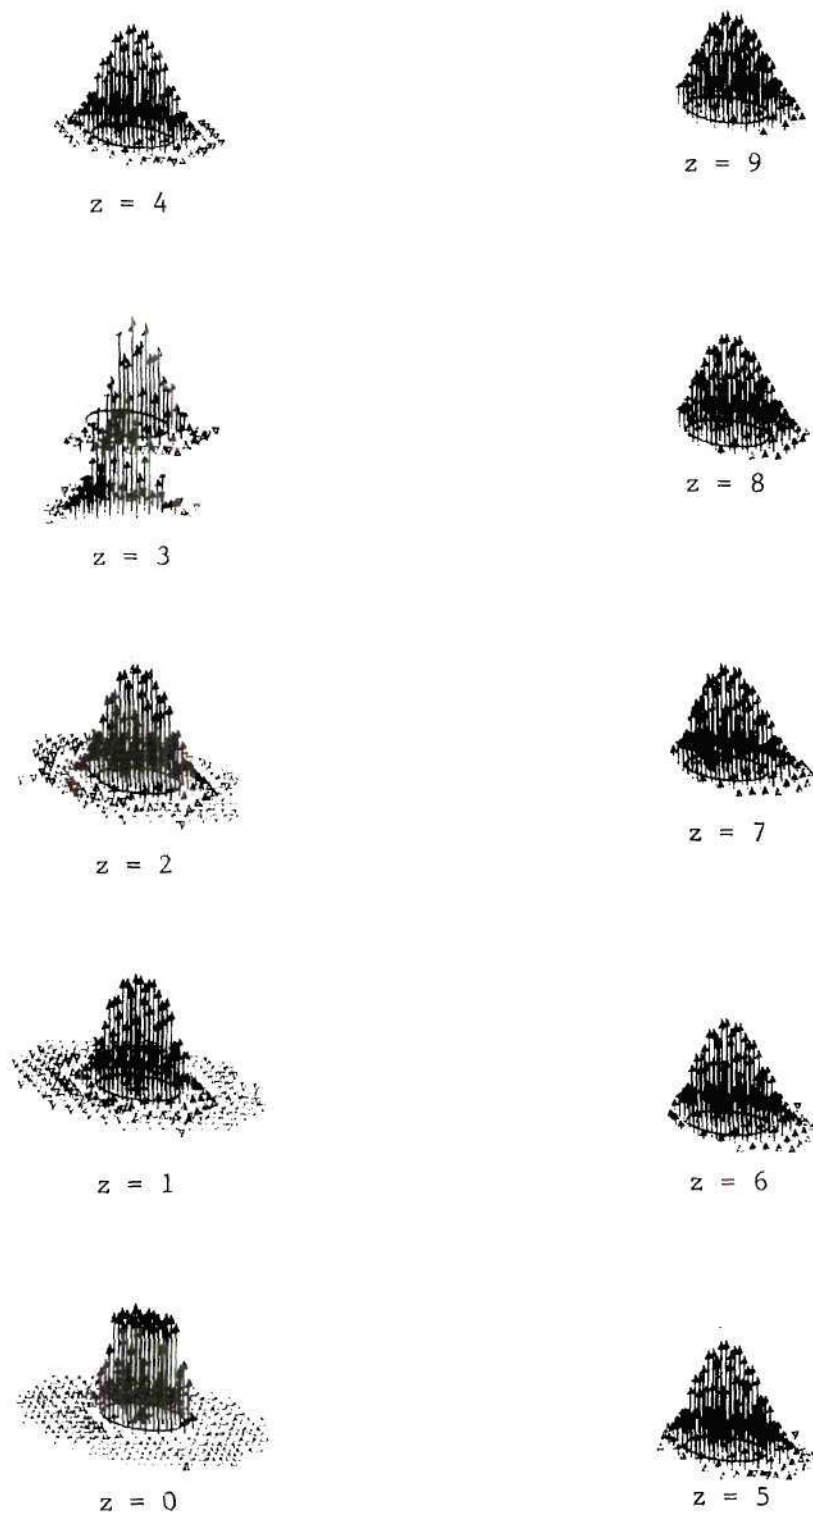 z = 4
z = 9
z = 3
z = 8
z = 2
z = 7
z = 1
z = 6
z = 0
z = 5